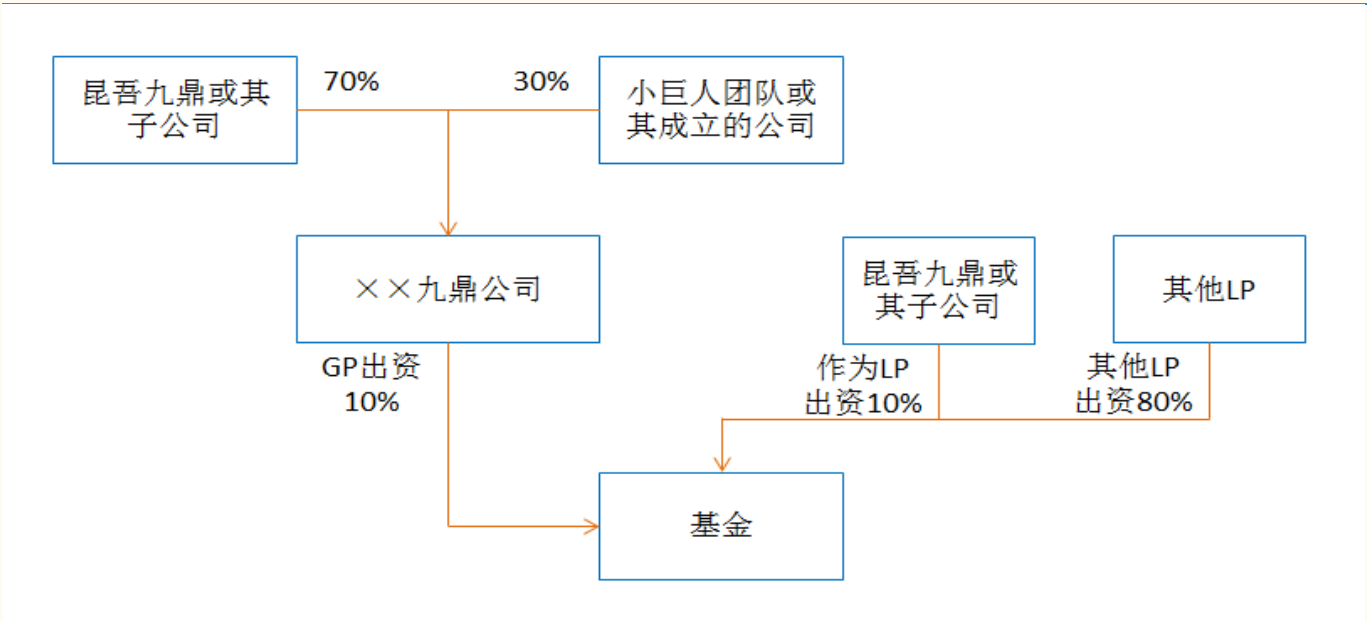 昆吾九鼎或其
子公司
70%
30%
小巨人团队或
其成立的公司
××九鼎公司
昆吾九鼎或
其子公司
其他LP
GP出资
10%
作为LP
出资10%
其他LP
出资80%
基金